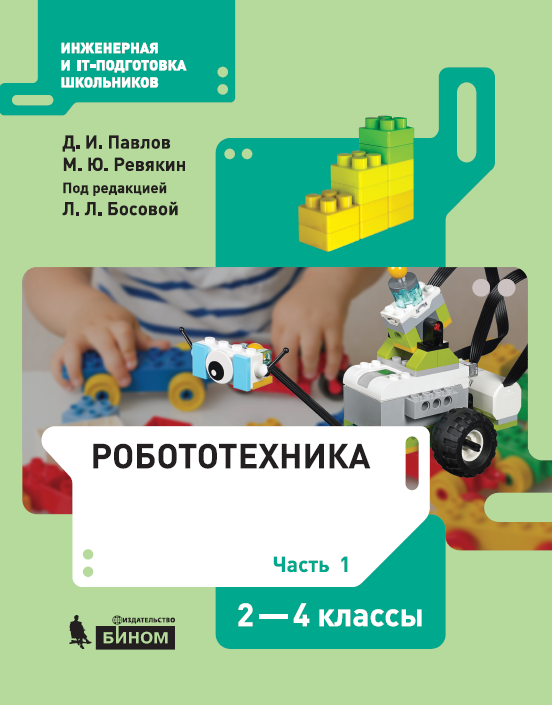 ИНЖЕНЕРНАЯ
И IT-ПОДГОТОВКА
ШКОЛЬНИКОВ
Д. И. Павлов
М. Ю. Ревякин
Под редакцией
Л. Л. Босовой
РОБОТОТЕХНИКА
Часть 1
2—4 классы
ИЗДАТЕЛЬСТВО
БИНОМ